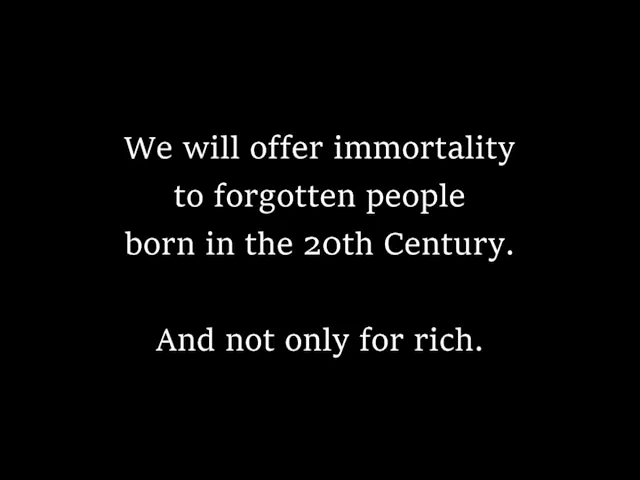 We will offer immortality
to forgotten people
born in the 20th Century.
And not only for rich.